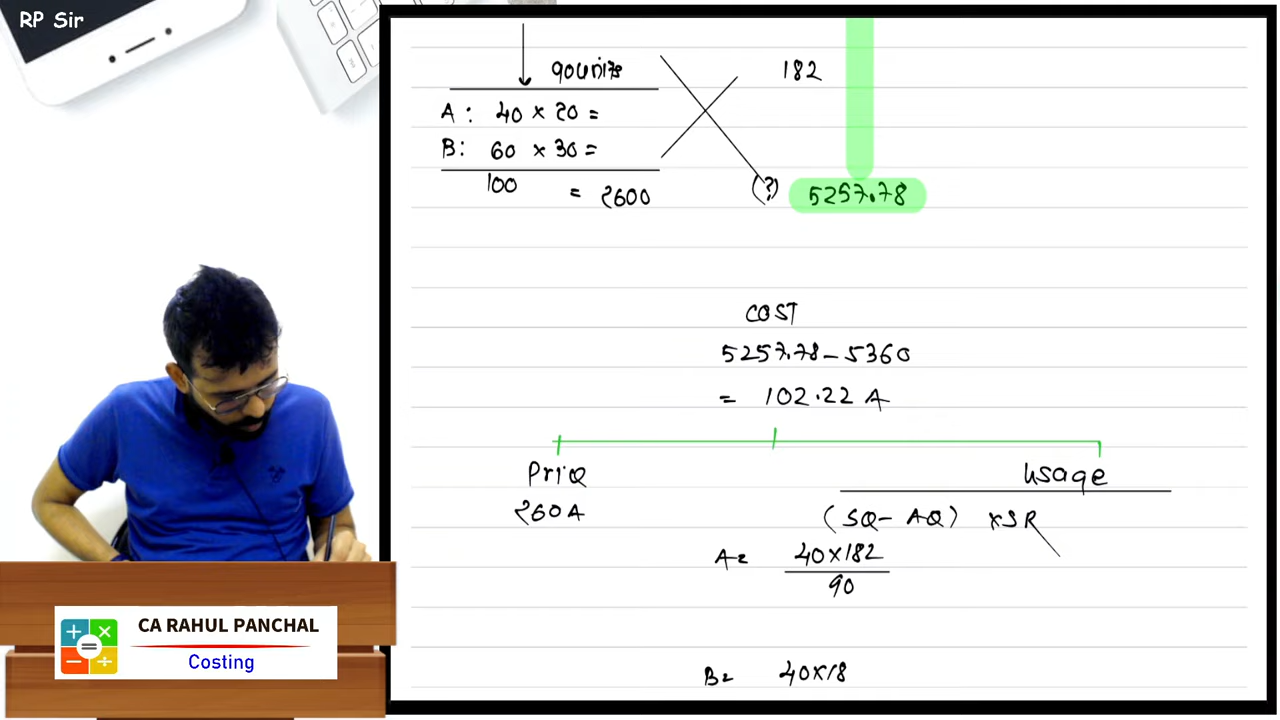 RP Sir
90units
182
A: 40 × 20 =
B: 60 × 30 =
100 = 2600
(?) 5257.78
COST
5257.78 - 5360
= 102.22 A
Price
260A
Usage
(SQ - AQ) × SR
A = 40×182
90
B = 40×18
CA RAHUL PANCHAL
Costing